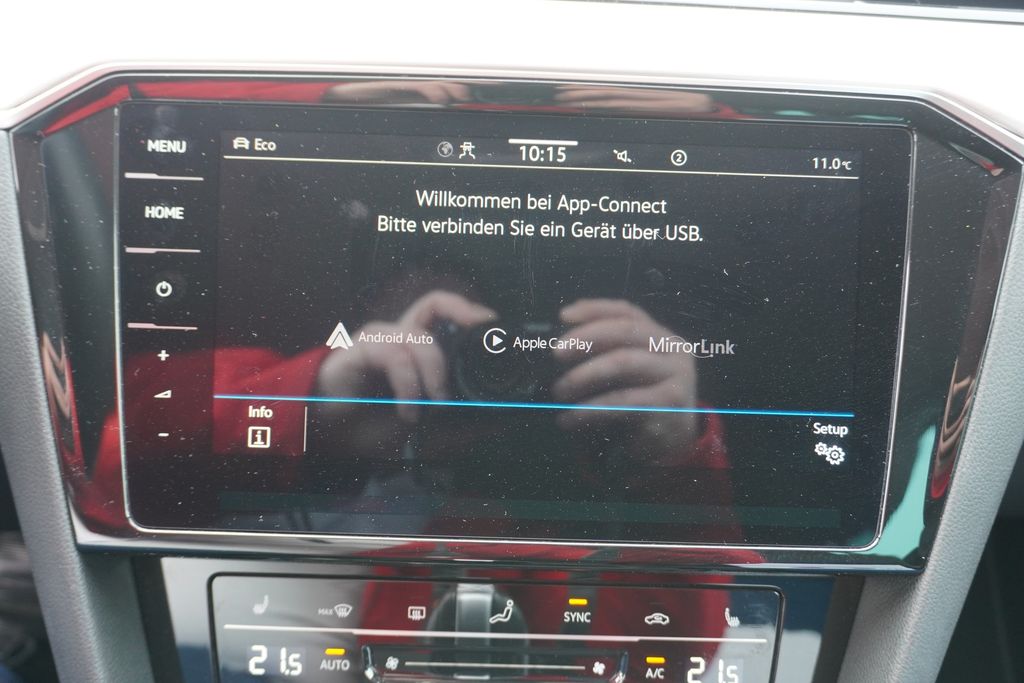 MENU
HOME
Eco
10:15
2
11.0°C
Willkommen bei App-Connect
Bitte verbinden Sie ein Gerät über USB.
Android Auto
Apple CarPlay
MirrorLink
Info
Setup
MAX
SYNC
21.5
AUTO
A/C
21.5